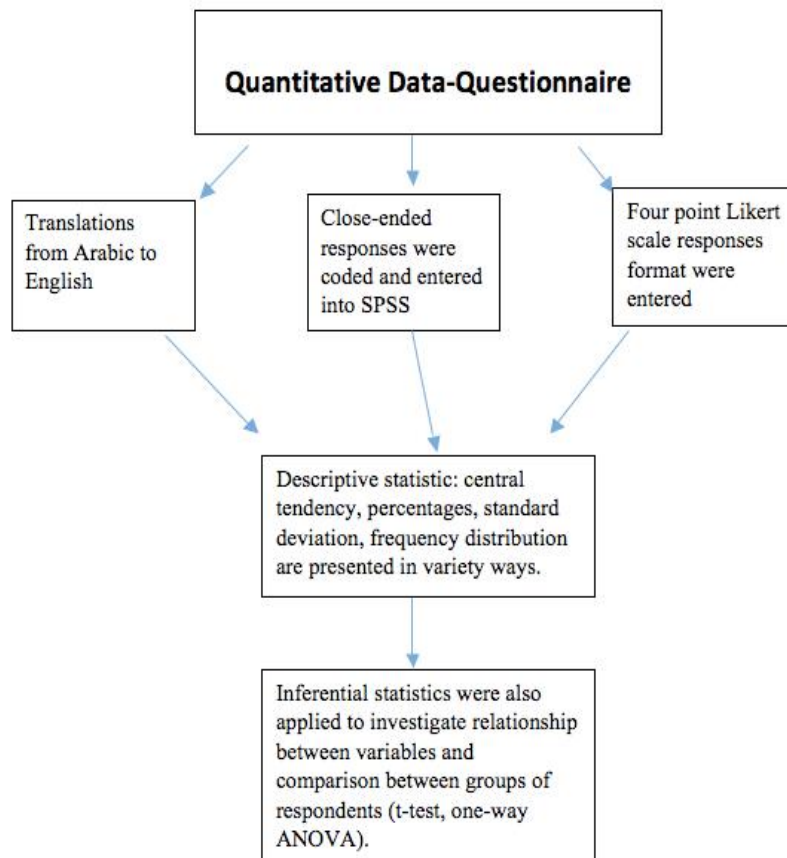 Quantitative Data-Questionnaire
Translations
from Arabic to
English
Close-ended
responses were
coded and entered
into SPSS
Four point Likert
scale responses
format were
entered
Descriptive statistic: central
tendency, percentages, standard
deviation, frequency distribution
are presented in variety ways.
Inferential statistics were also
applied to investigate relationship
between variables and
comparison between groups of
respondents (t-test, one-way
ANOVA).